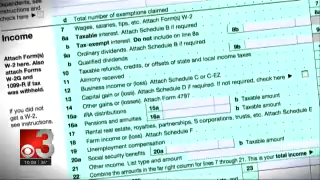 d Total number of exemptions claimed
Income
7 Wages, salaries, tips, etc. Attach Form(s) W-2
8a Taxable interest. Attach Schedule B if required
b Tax-exempt interest. Do not include on line 8a 8b
9a Ordinary dividends. Attach Schedule B if required
b Qualified dividends 9b
10 Taxable refunds, credits, or offsets of state and local income taxes
11 Alimony received
12 Business income or (loss). Attach Schedule C or C-EZ
13 Capital gain or (loss). Attach Schedule D if required. If not required, check here
14 Other gains or (losses). Attach Form 4797
15a IRA distributions 15a b Taxable amount
16a Pensions and annuities 16a b Taxable amount
17 Rental real estate, royalties, partnerships, S corporations, trusts, etc. Attach Schedule E
18 Farm income or (loss). Attach Schedule F
19 Unemployment compensation
20a Social security benefits 20a b Taxable amount
21 Other income. List type and amount
22 Combine the amounts in the far right column for lines 7 through 21. This is your total income
23
Attach Form(s)
W-2 here. Also
attach Forms
W-2G and
1099-R if tax
was withheld.
If you did not
get a W-2,
see instructions.
3